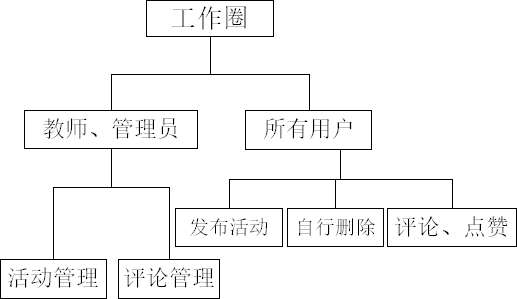 工作圈
教师、管理员
所有用户
发布活动
自行删除
评论、点赞
活动管理
评论管理